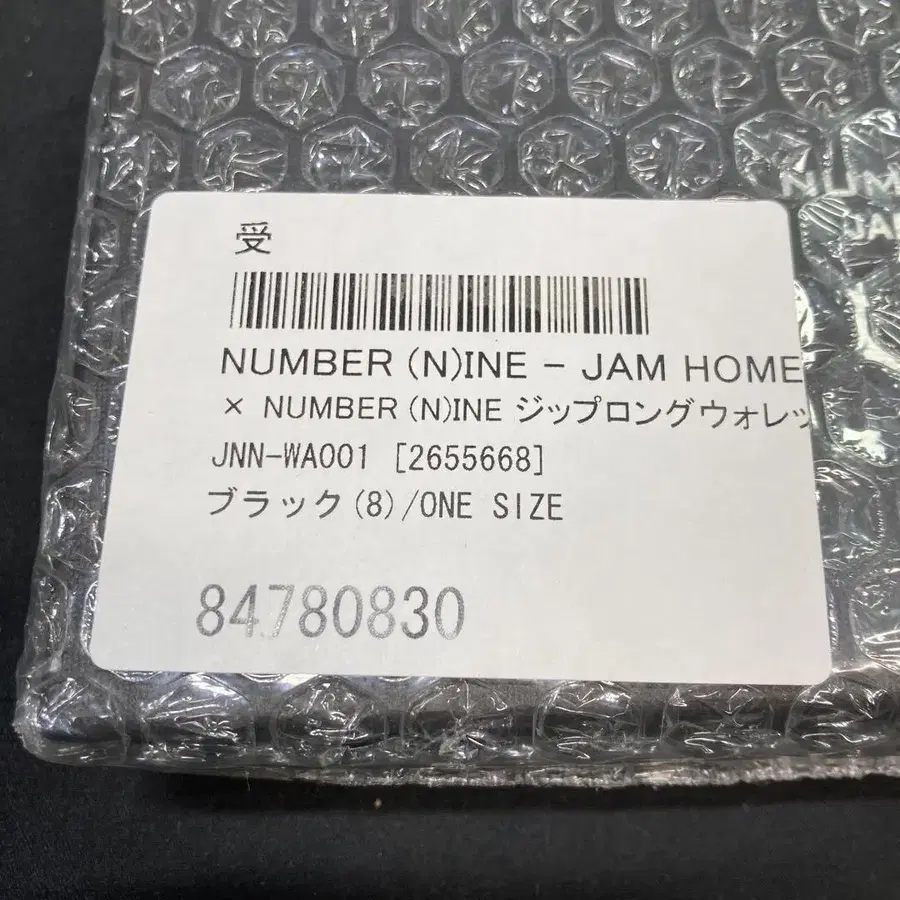 受
NUMBER (N)INE - JAM HOME
× NUMBER (N)INE ジップロングウォレッ
JNN-WA001 [2655668]
ブラック(8)/ONE SIZE
84780830